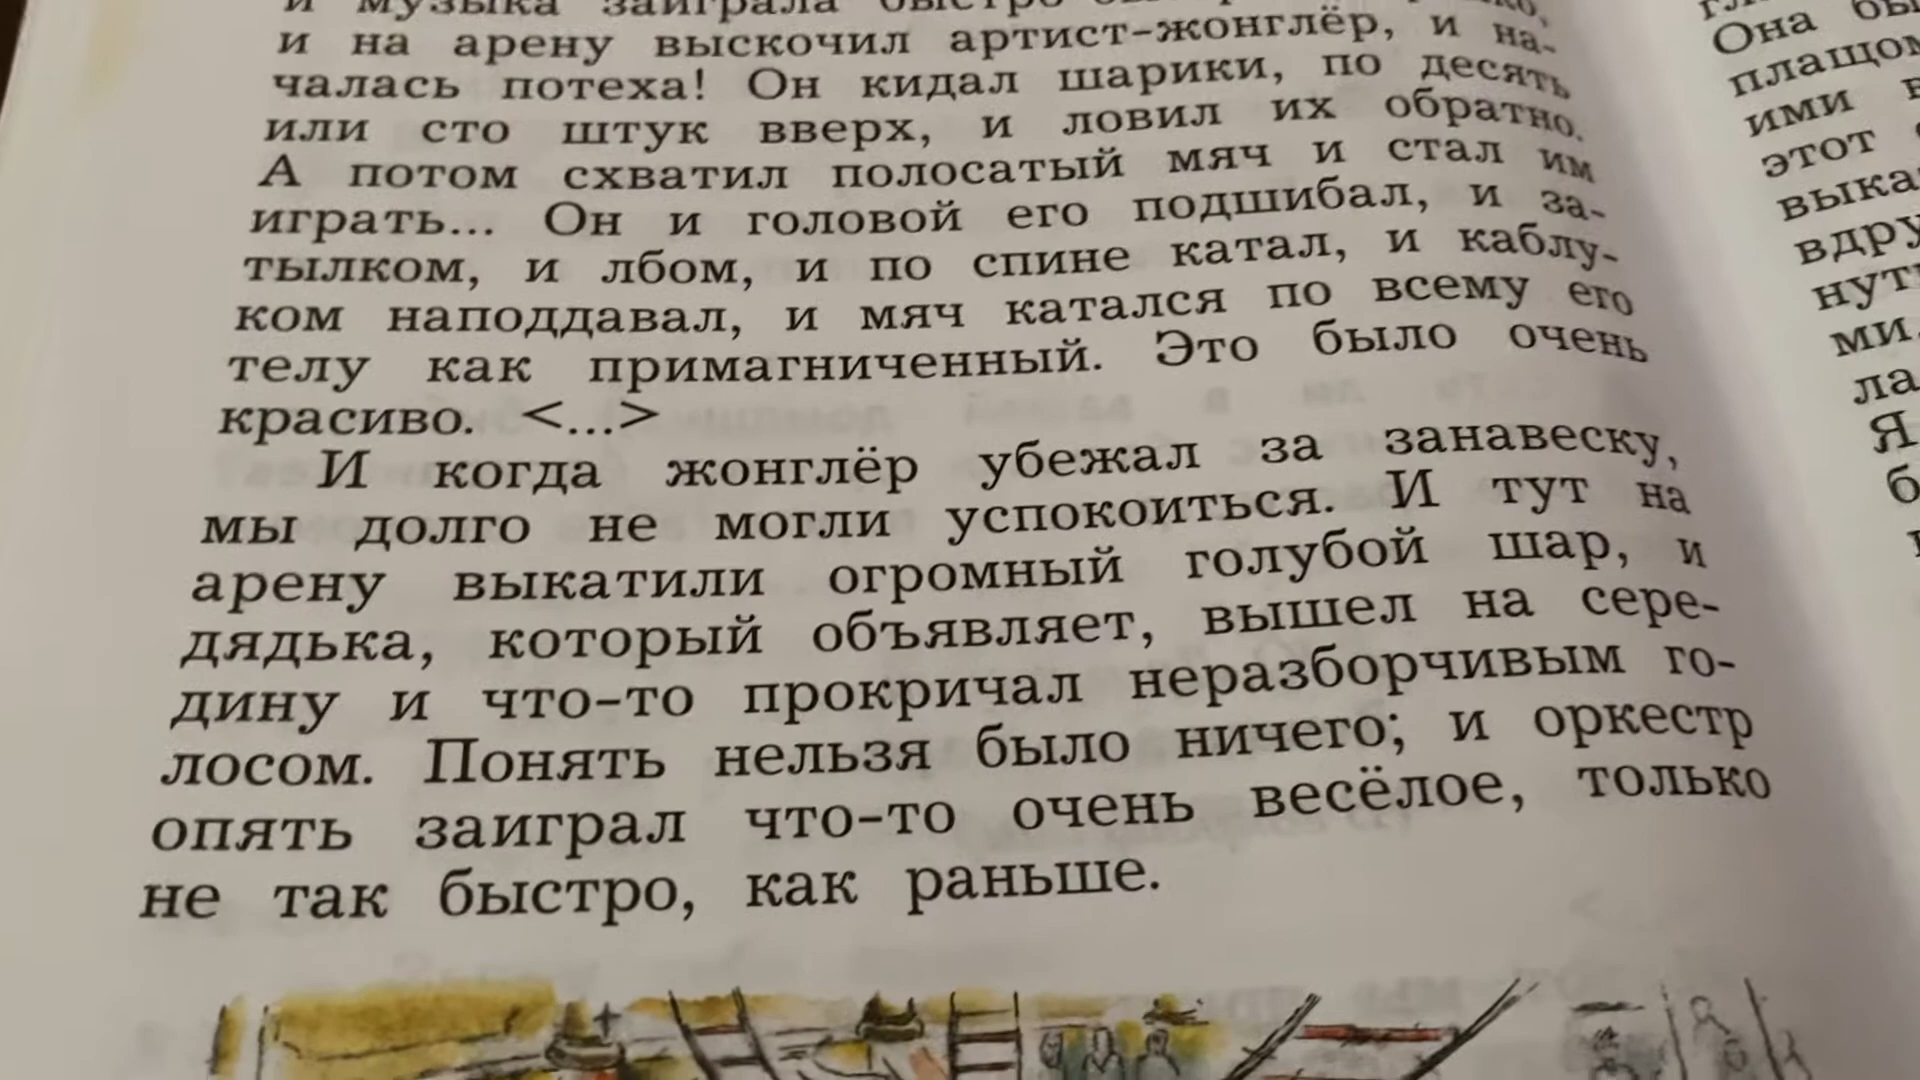 и музыка заиграла быстро
и на арену выскочил артист-жонглёр, и на-
чалась потеха! Он кидал шарики, по десять
или сто штук вверх, и ловил их обратно.
А потом схватил полосатый мяч и стал им
играть... Он и головой его подшибал, и за-
тылком, и лбом, и по спине катал, и каблу-
ком наподдавал, и мяч катался по всему его
телу как примагниченный. Это было очень
красиво. <...>
И когда жонглёр убежал за занавеску,
мы долго не могли успокоиться. И тут на
арену выкатили огромный голубой шар, и
дядька, который объявляет, вышел на сере-
дину и что-то прокричал неразборчивым го-
лосом. Понять нельзя было ничего; и оркестр
опять заиграл что-то очень весёлое, только
не так быстро, как раньше.
Она
плащом
ими
этот